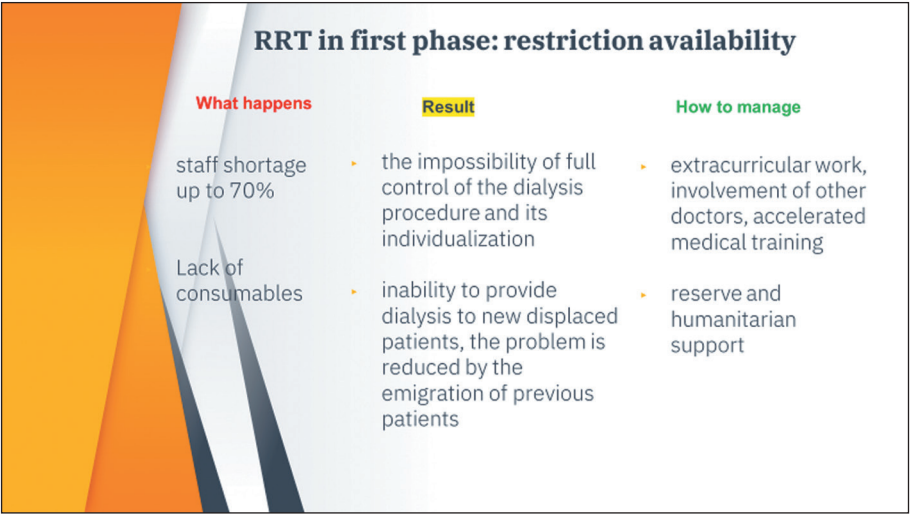 RRT in first phase: restriction availability
What happens
staff shortage
up to 70%
Lack of
consumables
Result
the impossibility of full
control of the dialysis
procedure and its
individualization
inability to provide
dialysis to new displaced
patients, the problem is
reduced by the
emigration of previous
patients
How to manage
extracurricular work,
involvement of other
doctors, accelerated
medical training
reserve and
humanitarian
support